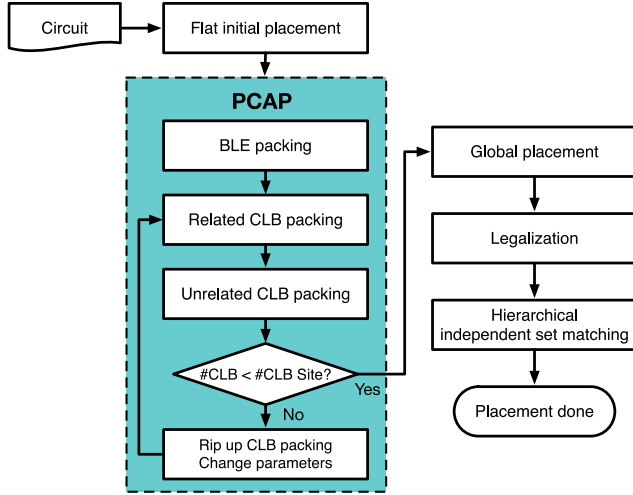 Circuit
Flat initial placement
PCAP
BLE packing
Related CLB packing
Unrelated CLB packing
#CLB < #CLB Site?
Yes
No
Rip up CLB packing
Change parameters
Global placement
Legalization
Hierarchical
independent set matching
Placement done